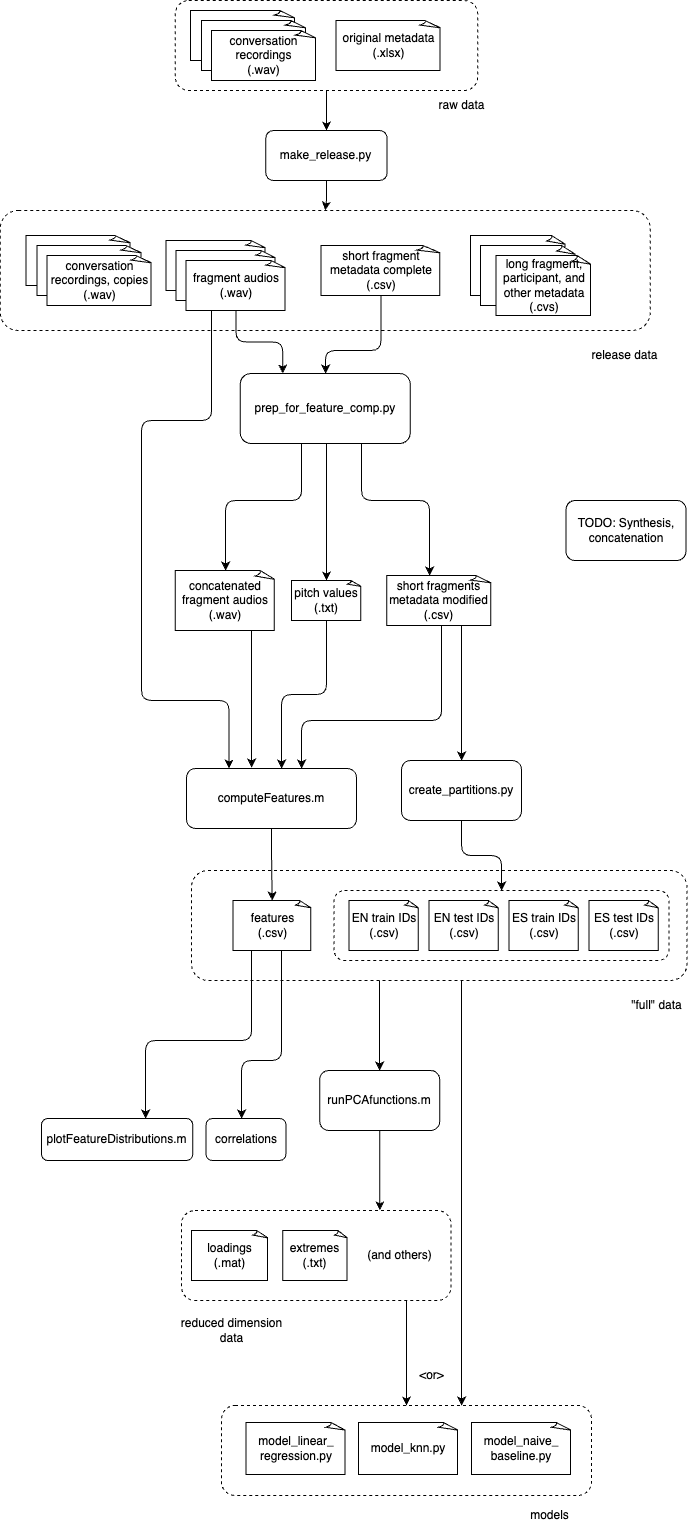 conversation
recordings
(.wav)
original metadata
(.xlsx)
raw data
make_release.py
conversation
recordings, copies
(.wav)
fragment audios
(.wav)
short fragment
metadata complete
(.csv)
long fragment,
participant, and
other metadata
(.cvs)
release data
prep_for_feature_comp.py
TODO: Synthesis,
concatenation
concatenated
fragment audios
(.wav)
pitch values
(.txt)
short fragments
metadata modified
(.csv)
computeFeatures.m
create_partitions.py
features
(.csv)
EN train IDs
(.csv)
EN test IDs
(.csv)
ES train IDs
(.csv)
ES test IDs
(.csv)
"full" data
runPCAfunctions.m
plotFeatureDistributions.m
correlations
loadings
(.mat)
extremes
(.txt)
(and others)
reduced dimension
data
<or>
model_linear_
regression.py
model_knn.py
model_naive_
baseline.py
models